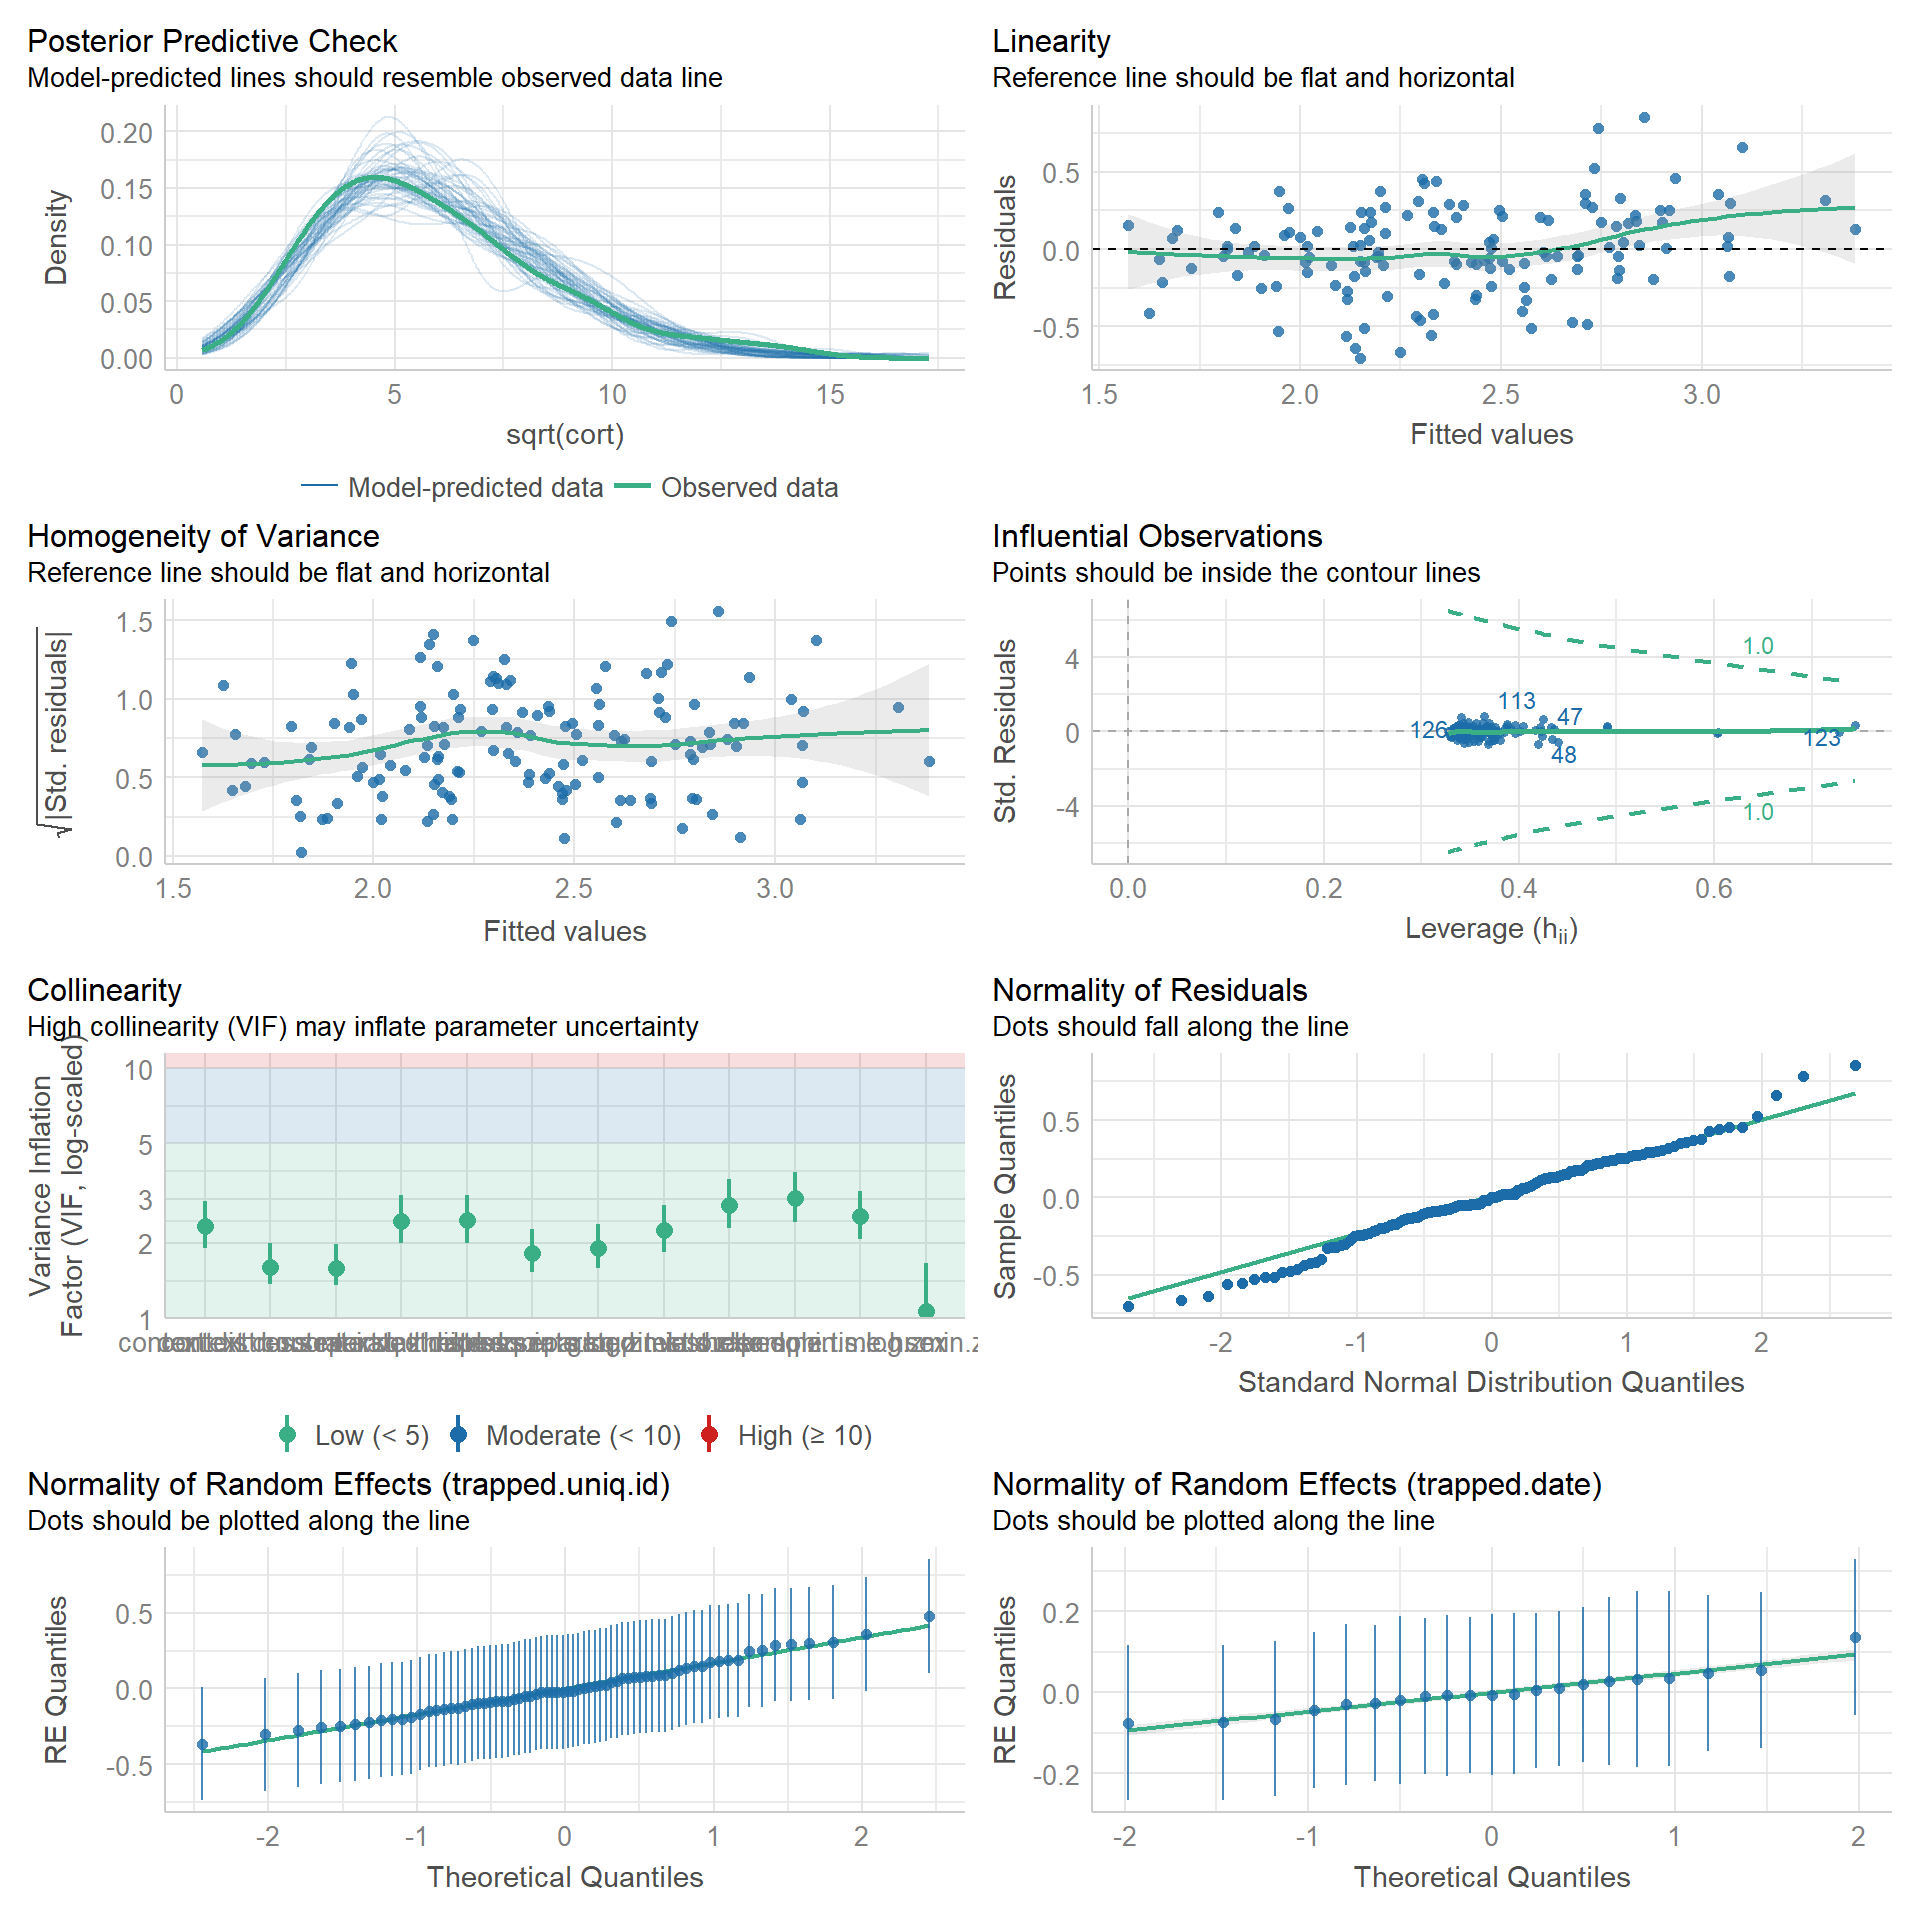 Posterior Predictive Check
Model-predicted lines should resemble observed data line
Density
0.20
0.15
0.10
0.05
0.00
0 5 10 15
sqrt(cort)
Model-predicted data Observed data
Linearity
Reference line should be flat and horizontal
Residuals
0.5
0.0
-0.5
1.5 2.0 2.5 3.0
Fitted values
Homogeneity of Variance
Reference line should be flat and horizontal
√|Std. residuals|
1.5
1.0
0.5
0.0
1.5 2.0 2.5 3.0
Fitted values
Influential Observations
Points should be inside the contour lines
Std. Residuals
4
0
-4
1.0
113
47
126
123
48
1.0
0.0 0.2 0.4 0.6
Leverage (hii)
Collinearity
High collinearity (VIF) may inflate parameter uncertainty
Variance Inflation
Factor (VIF, log-scaled)
10
5
3
2
1
Low (< 5) Moderate (< 10) High (≥ 10)
Normality of Residuals
Dots should fall along the line
Sample Quantiles
0.5
0.0
-0.5
-2 -1 0 1 2
Standard Normal Distribution Quantiles
Normality of Random Effects (trapped.uniq.id)
Dots should be plotted along the line
RE Quantiles
0.5
0.0
-0.5
-2 -1 0 1 2
Theoretical Quantiles
Normality of Random Effects (trapped.date)
Dots should be plotted along the line
RE Quantiles
0.2
0.0
-0.2
-2 -1 0 1 2
Theoretical Quantiles